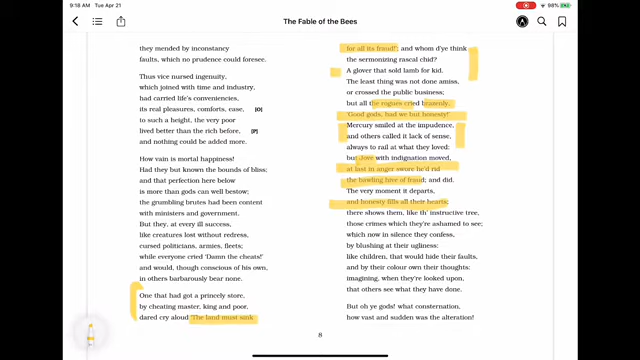 9:18 AM Tue Apr 21
98%
The Fable of the Bees
they mended by inconstancy
faults, which no prudence could foresee.
Thus vice nursed ingenuity,
which joined with time and industry,
had carried life's conveniencies,
its real pleasures, comforts, ease, [O]
to such a height, the very poor
lived better than the rich before, [P]
and nothing could be added more.
How vain is mortal happiness!
Had they but known the bounds of bliss;
and that perfection here below
is more than gods can well bestow;
the grumbling brutes had been content
with ministers and government.
But they, at every ill success,
like creatures lost without redress,
cursed politicians, armies, fleets;
while everyone cried 'Damn the cheats!'
and would, though conscious of his own,
in others barbarously bear none.
One that had got a princely store,
by cheating master, king and poor,
dared cry aloud 'The land must sink
for all its fraud!'; and whom d'ye think
the sermonizing rascal chid?
A glover that sold lamb for kid.
The least thing was not done amiss,
or crossed the public business;
but all the rogues cried brazenly,
'Good gods, had we but honesty!'
Mercury smiled at the impudence,
and others called it lack of sense,
always to rail at what they loved:
but Jove with indignation moved,
at last in anger swore he'd rid
the bawling hive of fraud; and did.
The very moment it departs,
and honesty fills all their hearts;
there shows them, like th' instructive tree,
those crimes which they're ashamed to see;
which now in silence they confess,
by blushing at their ugliness:
like children, that would hide their faults,
and by their colour own their thoughts:
imagining, when they're looked upon,
that others see what they have done.
But oh ye gods! what consternation,
how vast and sudden was the alteration!
8